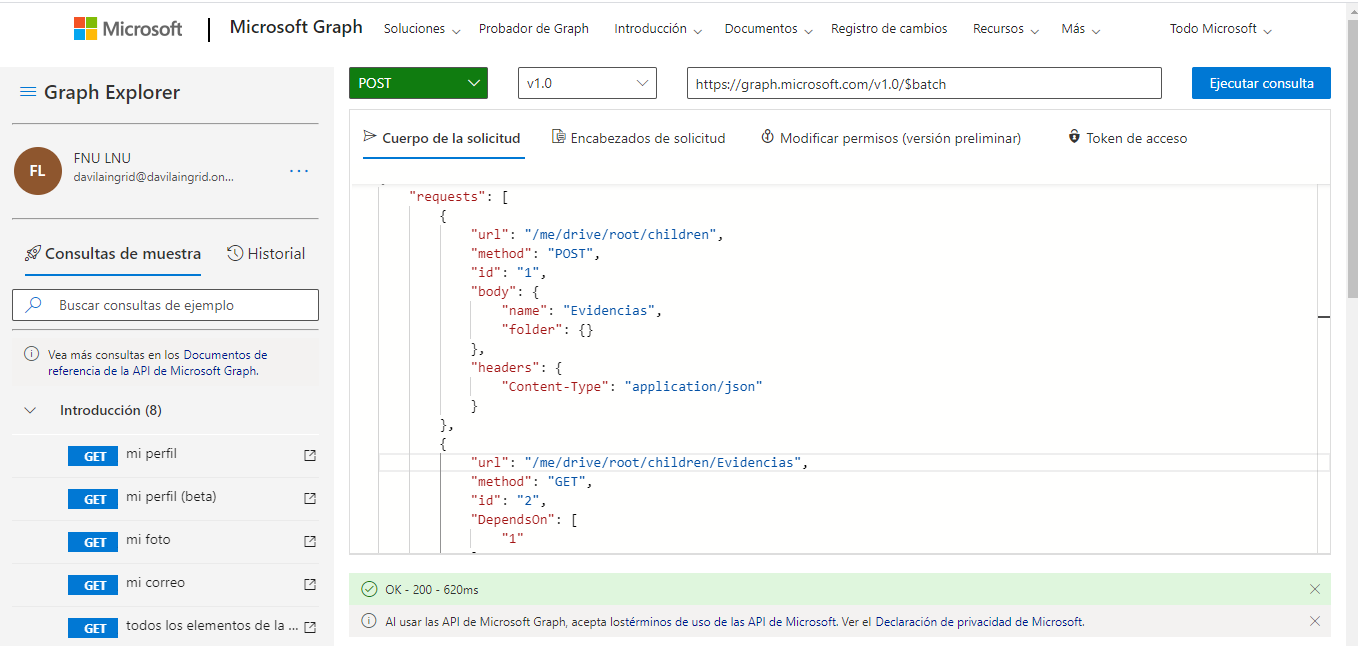 Microsoft | Microsoft Graph Soluciones Probador de Graph Introducción Documentos Registro de cambios Recursos Más Todo Microsoft
Graph Explorer
FL
FNU LNU
davilaingrid@davilaingrid.on...
...
Consultas de muestra Historial
Buscar consultas de ejemplo
Vea más consultas en los Documentos de
referencia de la API de Microsoft Graph.
Introducción (8)
GET mi perfil
GET mi perfil (beta)
GET mi foto
GET mi correo
GET todos los elementos de la ...
POST v1.0 https://graph.microsoft.com/v1.0/$batch Ejecutar consulta
Cuerpo de la solicitud Encabezados de solicitud Modificar permisos (versión preliminar) Token de acceso
"requests": [
{
"url": "/me/drive/root/children",
"method": "POST",
"id": "1",
"body": {
"name": "Evidencias",
"folder": {}
},
"headers": {
"Content-Type": "application/json"
}
},
{
"url": "/me/drive/root/children/Evidencias",
"method": "GET",
"id": "2",
"DependsOn": [
"1"
OK - 200 - 620ms
Al usar las API de Microsoft Graph, acepta lostérminos de uso de las API de Microsoft. Ver el Declaración de privacidad de Microsoft.